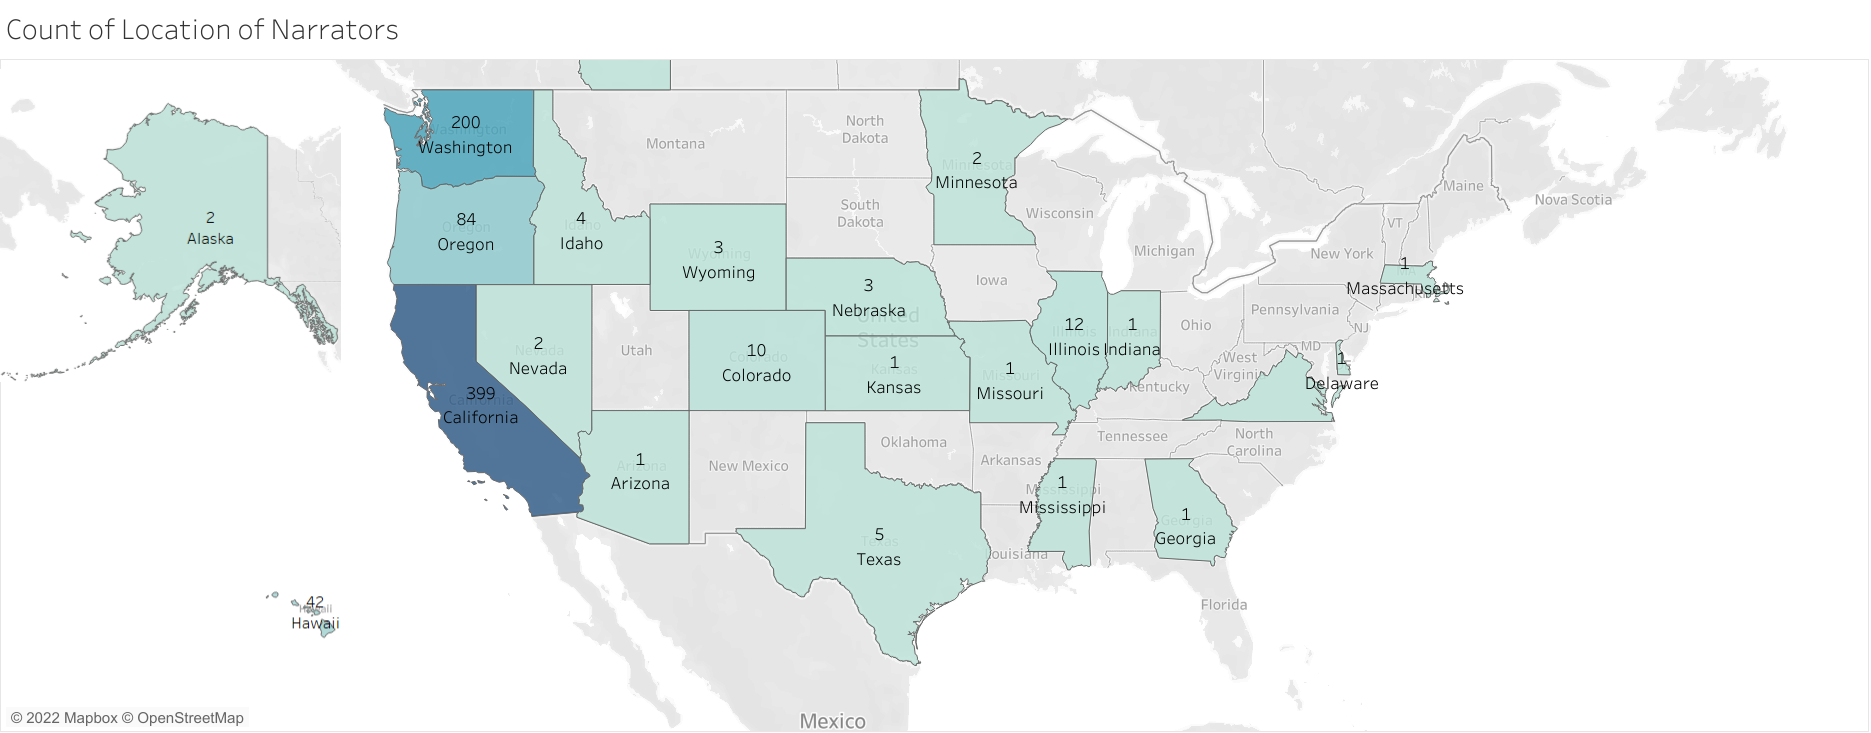 Count of Location of Narrators
200
Washington
Montana
North
Dakota
2
Minnesota
Maine
Nova Scotia
2
Alaska
84
Oregon
4
Idaho
3
Wyoming
South
Dakota
Wisconsin
Michigan
VT
New York
1
Massachusetts
3
Nebraska
United
States
Iowa
Pennsylvania
NJ
MD
Ohio
West
Virginia
12
Illinois
1
Indiana
1
Delaware
2
Nevada
Utah
10
Colorado
1
Kansas
1
Missouri
Kentucky
399
California
1
Arizona
New Mexico
Oklahoma
Arkansas
Tennessee
North
Carolina
1
Mississippi
1
Georgia
5
Texas
Louisiana
Florida
42
Hawaii
Mexico
© 2022 Mapbox © OpenStreetMap